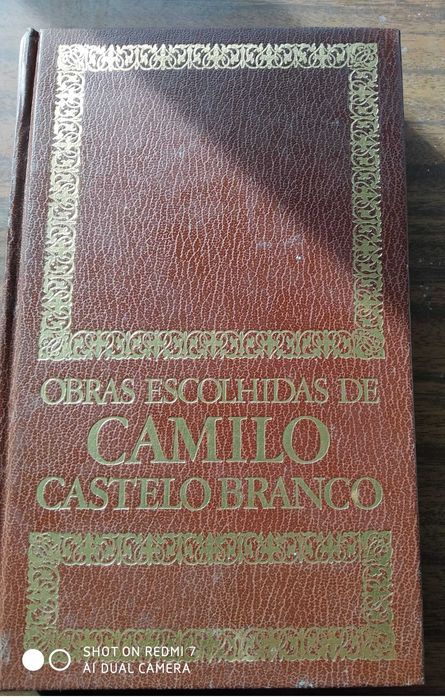 OBRAS ESCOLHIDAS DE
CAMILO
CASTELO BRANCO
SHOT ON REDMI 7
AI DUAL CAMERA